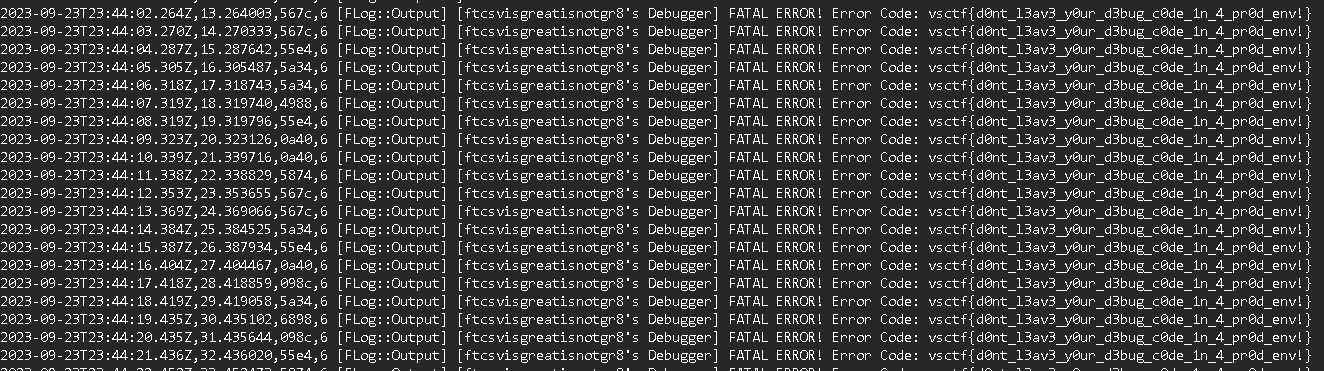 2023-09-23T23:44:02.264Z,13.264003,567c,6 [FLog::Output] [ftcsvisgreatisnotgr8's Debugger] FATAL ERROR! Error Code: vsctf{d0nt_l3av3_y0ur_d3bug_c0de_1n_4_pr0d_env!}
2023-09-23T23:44:03.270Z,14.270333,567c,6 [FLog::Output] [ftcsvisgreatisnotgr8's Debugger] FATAL ERROR! Error Code: vsctf{d0nt_l3av3_y0ur_d3bug_c0de_1n_4_pr0d_env!}
2023-09-23T23:44:04.287Z,15.287642,55e4,6 [FLog::Output] [ftcsvisgreatisnotgr8's Debugger] FATAL ERROR! Error Code: vsctf{d0nt_l3av3_y0ur_d3bug_c0de_1n_4_pr0d_env!}
2023-09-23T23:44:05.305Z,16.305487,5a34,6 [FLog::Output] [ftcsvisgreatisnotgr8's Debugger] FATAL ERROR! Error Code: vsctf{d0nt_l3av3_y0ur_d3bug_c0de_1n_4_pr0d_env!}
2023-09-23T23:44:06.318Z,17.318743,5a34,6 [FLog::Output] [ftcsvisgreatisnotgr8's Debugger] FATAL ERROR! Error Code: vsctf{d0nt_l3av3_y0ur_d3bug_c0de_1n_4_pr0d_env!}
2023-09-23T23:44:07.319Z,18.319740,4988,6 [FLog::Output] [ftcsvisgreatisnotgr8's Debugger] FATAL ERROR! Error Code: vsctf{d0nt_l3av3_y0ur_d3bug_c0de_1n_4_pr0d_env!}
2023-09-23T23:44:08.319Z,19.319796,55e4,6 [FLog::Output] [ftcsvisgreatisnotgr8's Debugger] FATAL ERROR! Error Code: vsctf{d0nt_l3av3_y0ur_d3bug_c0de_1n_4_pr0d_env!}
2023-09-23T23:44:09.323Z,20.323126,0a40,6 [FLog::Output] [ftcsvisgreatisnotgr8's Debugger] FATAL ERROR! Error Code: vsctf{d0nt_l3av3_y0ur_d3bug_c0de_1n_4_pr0d_env!}
2023-09-23T23:44:10.339Z,21.339716,0a40,6 [FLog::Output] [ftcsvisgreatisnotgr8's Debugger] FATAL ERROR! Error Code: vsctf{d0nt_l3av3_y0ur_d3bug_c0de_1n_4_pr0d_env!}
2023-09-23T23:44:11.338Z,22.338829,5874,6 [FLog::Output] [ftcsvisgreatisnotgr8's Debugger] FATAL ERROR! Error Code: vsctf{d0nt_l3av3_y0ur_d3bug_c0de_1n_4_pr0d_env!}
2023-09-23T23:44:12.353Z,23.353655,567c,6 [FLog::Output] [ftcsvisgreatisnotgr8's Debugger] FATAL ERROR! Error Code: vsctf{d0nt_l3av3_y0ur_d3bug_c0de_1n_4_pr0d_env!}
2023-09-23T23:44:13.369Z,24.369066,567c,6 [FLog::Output] [ftcsvisgreatisnotgr8's Debugger] FATAL ERROR! Error Code: vsctf{d0nt_l3av3_y0ur_d3bug_c0de_1n_4_pr0d_env!}
2023-09-23T23:44:14.384Z,25.384525,5a34,6 [FLog::Output] [ftcsvisgreatisnotgr8's Debugger] FATAL ERROR! Error Code: vsctf{d0nt_l3av3_y0ur_d3bug_c0de_1n_4_pr0d_env!}
2023-09-23T23:44:15.387Z,26.387934,55e4,6 [FLog::Output] [ftcsvisgreatisnotgr8's Debugger] FATAL ERROR! Error Code: vsctf{d0nt_l3av3_y0ur_d3bug_c0de_1n_4_pr0d_env!}
2023-09-23T23:44:16.404Z,27.404467,0a40,6 [FLog::Output] [ftcsvisgreatisnotgr8's Debugger] FATAL ERROR! Error Code: vsctf{d0nt_l3av3_y0ur_d3bug_c0de_1n_4_pr0d_env!}
2023-09-23T23:44:17.418Z,28.418859,098c,6 [FLog::Output] [ftcsvisgreatisnotgr8's Debugger] FATAL ERROR! Error Code: vsctf{d0nt_l3av3_y0ur_d3bug_c0de_1n_4_pr0d_env!}
2023-09-23T23:44:18.419Z,29.419058,5a34,6 [FLog::Output] [ftcsvisgreatisnotgr8's Debugger] FATAL ERROR! Error Code: vsctf{d0nt_l3av3_y0ur_d3bug_c0de_1n_4_pr0d_env!}
2023-09-23T23:44:19.435Z,30.435102,6898,6 [FLog::Output] [ftcsvisgreatisnotgr8's Debugger] FATAL ERROR! Error Code: vsctf{d0nt_l3av3_y0ur_d3bug_c0de_1n_4_pr0d_env!}
2023-09-23T23:44:20.435Z,31.435644,098c,6 [FLog::Output] [ftcsvisgreatisnotgr8's Debugger] FATAL ERROR! Error Code: vsctf{d0nt_l3av3_y0ur_d3bug_c0de_1n_4_pr0d_env!}
2023-09-23T23:44:21.436Z,32.436020,55e4,6 [FLog::Output] [ftcsvisgreatisnotgr8's Debugger] FATAL ERROR! Error Code: vsctf{d0nt_l3av3_y0ur_d3bug_c0de_1n_4_pr0d_env!}